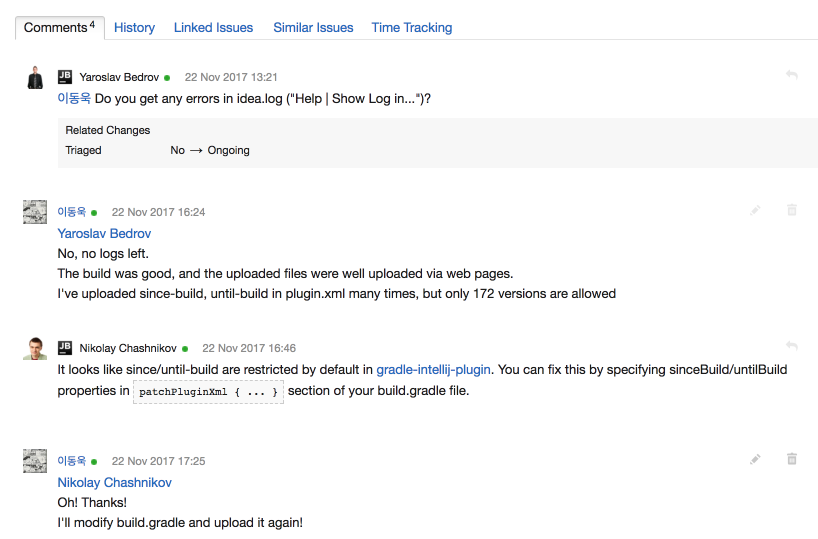 Comments 4 History Linked Issues Similar Issues Time Tracking
JB Yaroslav Bedrov 22 Nov 2017 13:21
이동욱 Do you get any errors in idea.log ("Help | Show Log in...")?
Related Changes
Triaged No → Ongoing
이동욱 22 Nov 2017 16:24
Yaroslav Bedrov
No, no logs left.
The build was good, and the uploaded files were well uploaded via web pages.
I've uploaded since-build, until-build in plugin.xml many times, but only 172 versions are allowed
JB Nikolay Chashnikov 22 Nov 2017 16:46
It looks like since/until-build are restricted by default in gradle-intellij-plugin. You can fix this by specifying sinceBuild/untilBuild
properties in patchPluginXml { ... } section of your build.gradle file.
이동욱 22 Nov 2017 17:25
Nikolay Chashnikov
Oh! Thanks!
I'll modify build.gradle and upload it again!